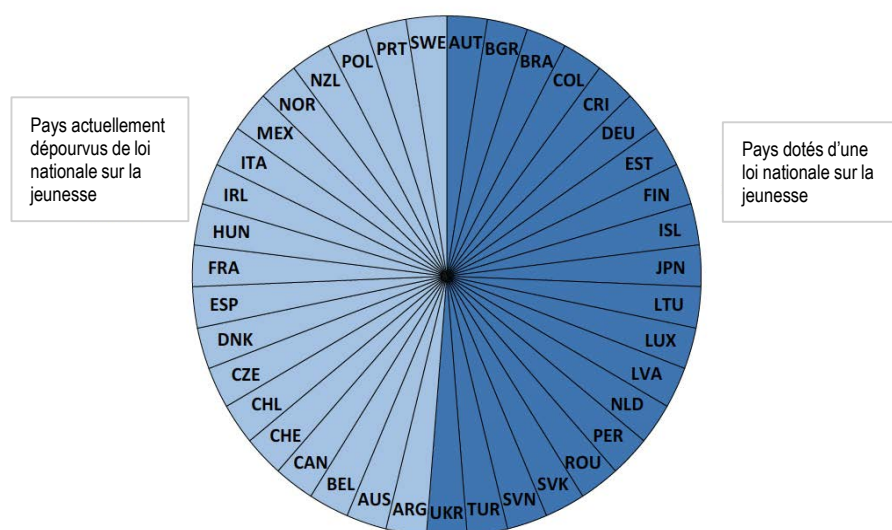 Pays actuellement
dépourvus de loi
nationale sur la
jeunesse
Pays dotés d'une
loi nationale sur la
jeunesse
AUT
BGR
BRA
COL
CRI
DEU
EST
FIN
ISL
JPN
LTU
LUX
LVA
NLD
PER
ROU
SVK
SVN
TUR
UKR
ARG
AUS
BEL
CAN
CHE
CHL
CZE
DNK
ESP
FRA
HUN
IRL
ITA
MEX
NOR
NZL
POL
PRT
SWE